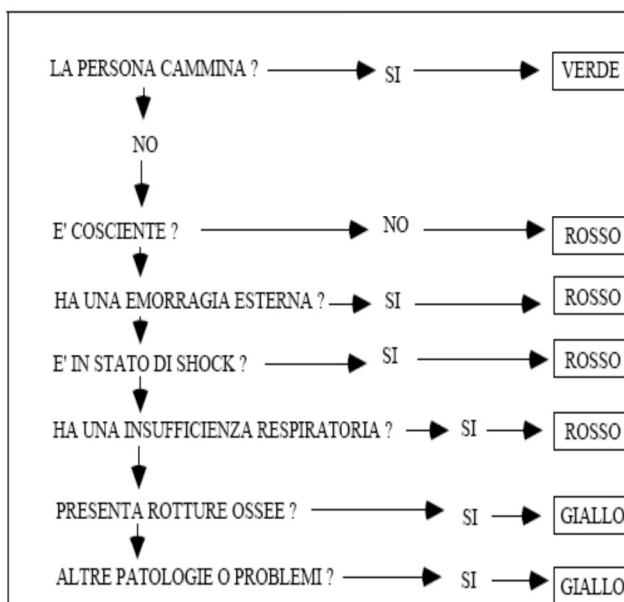 LA PERSONA CAMMINA ? SI VERDE
NO
E' COSCIENTE ? NO ROSSO
HA UNA EMORRAGIA ESTERNA ? SI ROSSO
E' IN STATO DI SHOCK ? SI ROSSO
HA UNA INSUFFICIENZA RESPIRATORIA ? SI ROSSO
PRESENTA ROTTURE OSSEE ? SI GIALLO
ALTRE PATOLOGIE O PROBLEMI ? SI GIALLO